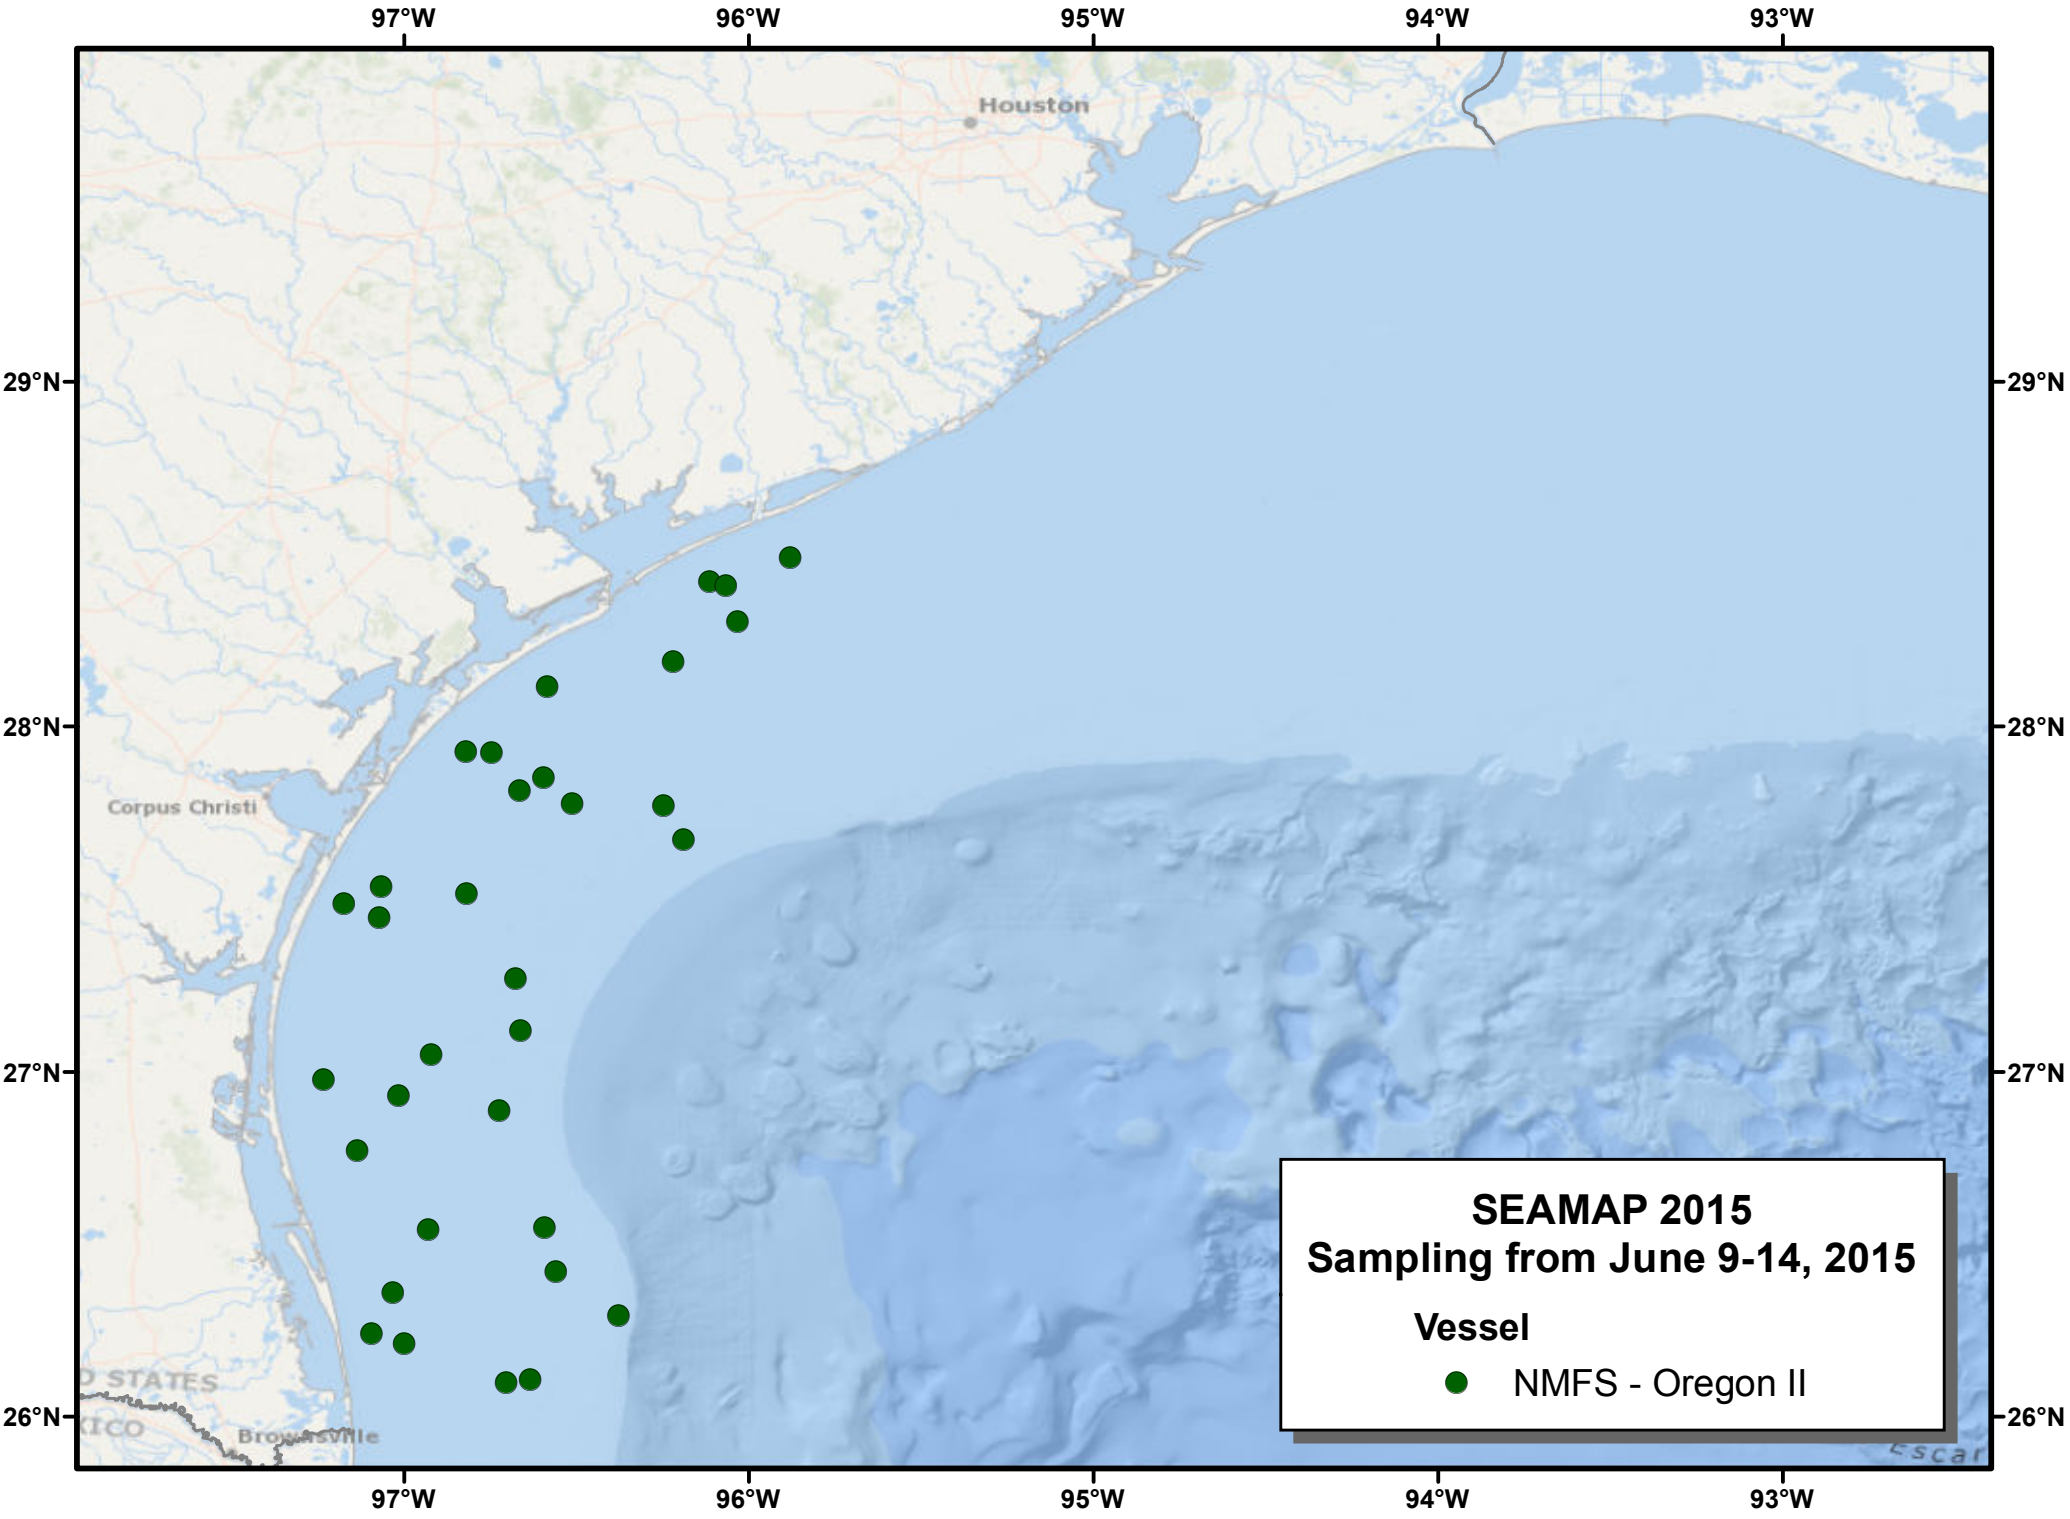 97°W 96°W 95°W 94°W 93°W
Houston
29°N 29°N
28°N 28°N
Corpus Christi
27°N 27°N
SEAMAP 2015
Sampling from June 9-14, 2015
Vessel
NMFS - Oregon II
D STATES
XICO
Brownsville
26°N 26°N
Escar
97°W 96°W 95°W 94°W 93°W